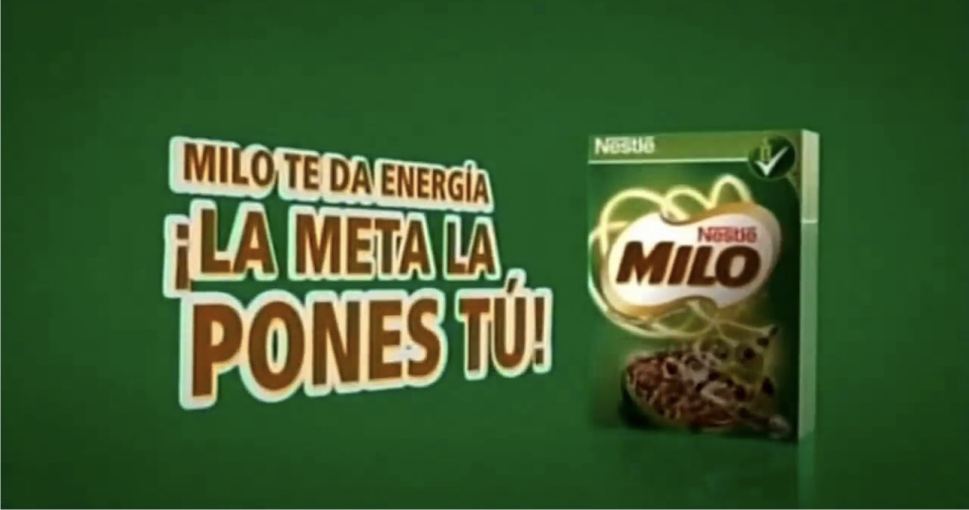 MILO TE DA ENERGÍA
¡LA META LA
PONES TÚ!
Nestlé
Nestlé
MILO